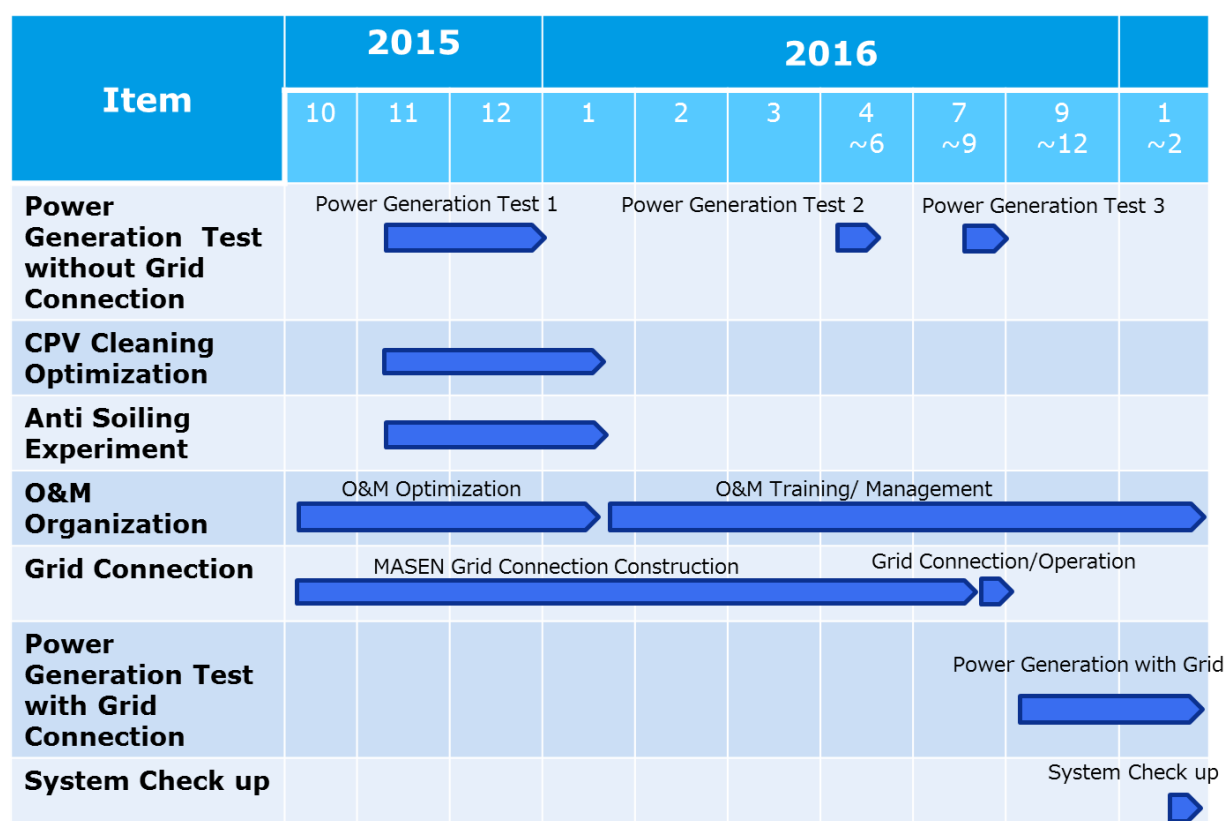 Item
2015
2016
10
11
12
1
2
3
4
~6
7
~9
9
~12
1
~2
Power
Generation Test
without Grid
Connection
Power Generation Test 1
Power Generation Test 2
Power Generation Test 3
CPV Cleaning
Optimization
Anti Soiling
Experiment
O&M
Organization
O&M Optimization
O&M Training/ Management
Grid Connection
MASEN Grid Connection Construction
Grid Connection/Operation
Power
Generation Test
with Grid
Connection
Power Generation with Grid
System Check up
System Check up